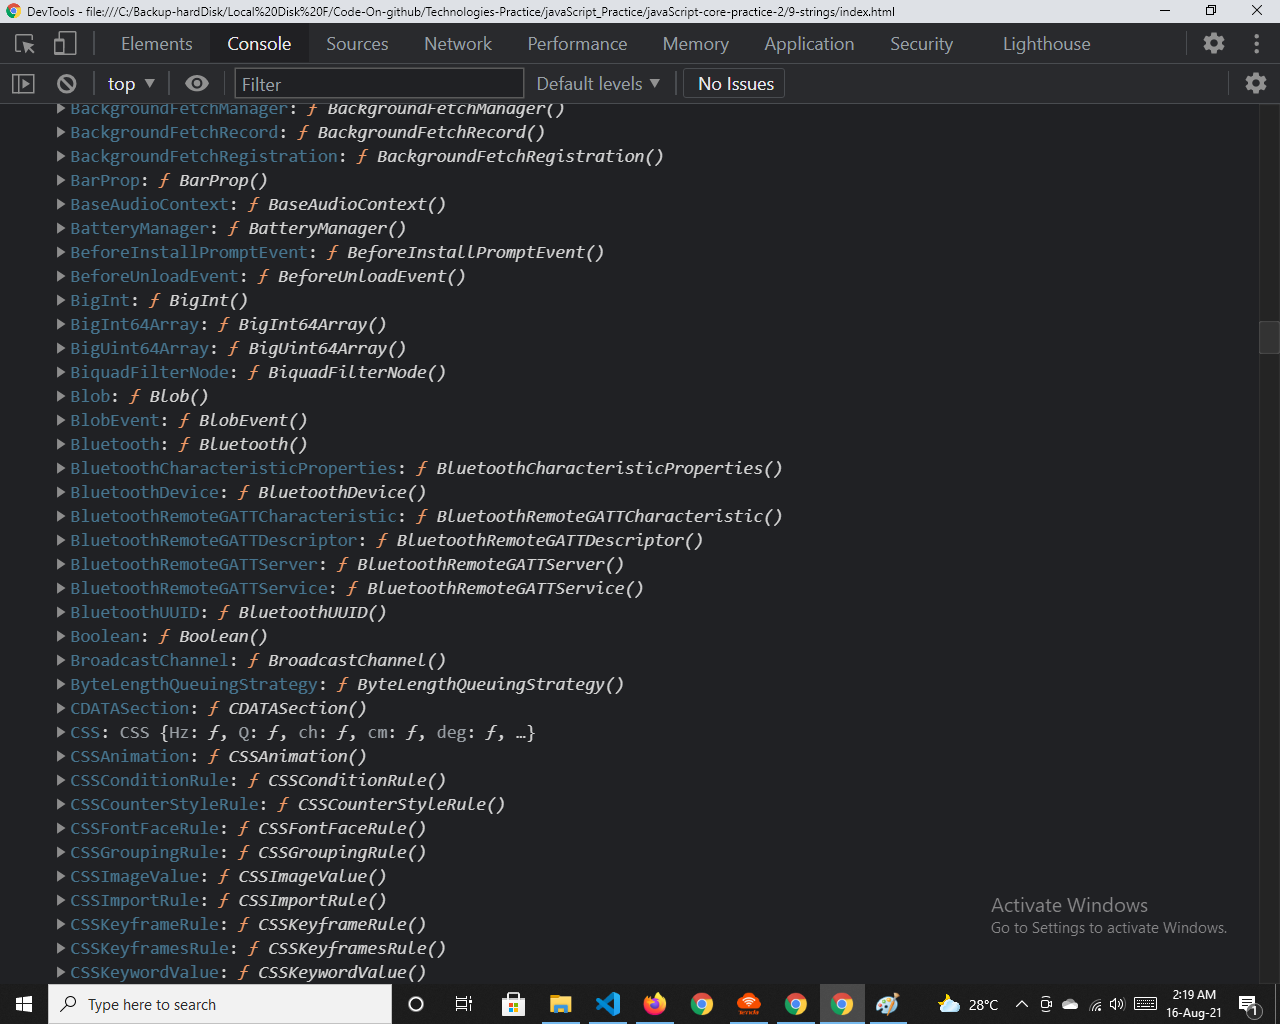 DevTools - file:///C:/Backup-hardDisk/Local%20Disk%20F/Code-On-github/Technologies-Practice/javaScript_Practice/javaScript-core-practice-2/9-strings/index.html
Elements Console Sources Network Performance Memory Application Security Lighthouse
top ▼ Filter Default levels ▼ No Issues
BackgroundFetchManager: ƒ BackgroundFetchManager()
BackgroundFetchRecord: ƒ BackgroundFetchRecord()
BackgroundFetchRegistration: ƒ BackgroundFetchRegistration()
BarProp: ƒ BarProp()
BaseAudioContext: ƒ BaseAudioContext()
BatteryManager: ƒ BatteryManager()
BeforeInstallPromptEvent: ƒ BeforeInstallPromptEvent()
BeforeUnloadEvent: ƒ BeforeUnloadEvent()
BigInt: ƒ BigInt()
BigInt64Array: ƒ BigInt64Array()
BigUint64Array: ƒ BigUint64Array()
BiquadFilterNode: ƒ BiquadFilterNode()
Blob: ƒ Blob()
BlobEvent: ƒ BlobEvent()
Bluetooth: ƒ Bluetooth()
BluetoothCharacteristicProperties: ƒ BluetoothCharacteristicProperties()
BluetoothDevice: ƒ BluetoothDevice()
BluetoothRemoteGATTCharacteristic: ƒ BluetoothRemoteGATTCharacteristic()
BluetoothRemoteGATTDescriptor: ƒ BluetoothRemoteGATTDescriptor()
BluetoothRemoteGATTServer: ƒ BluetoothRemoteGATTServer()
BluetoothRemoteGATTService: ƒ BluetoothRemoteGATTService()
BluetoothUUID: ƒ BluetoothUUID()
Boolean: ƒ Boolean()
BroadcastChannel: ƒ BroadcastChannel()
ByteLengthQueuingStrategy: ƒ ByteLengthQueuingStrategy()
CDATASection: ƒ CDATASection()
CSS: CSS {Hz: ƒ, Q: ƒ, ch: ƒ, cm: ƒ, deg: ƒ, …}
CSSAnimation: ƒ CSSAnimation()
CSSConditionRule: ƒ CSSConditionRule()
CSSCounterStyleRule: ƒ CSSCounterStyleRule()
CSSFontFaceRule: ƒ CSSFontFaceRule()
CSSGroupingRule: ƒ CSSGroupingRule()
CSSImageValue: ƒ CSSImageValue()
CSSImportRule: ƒ CSSImportRule()
CSSKeyframeRule: ƒ CSSKeyframeRule()
CSSKeyframesRule: ƒ CSSKeyframesRule()
CSSKeywordValue: ƒ CSSKeywordValue()
Activate Windows
Go to Settings to activate Windows.
Type here to search
28°C
2:19 AM
16-Aug-21
1